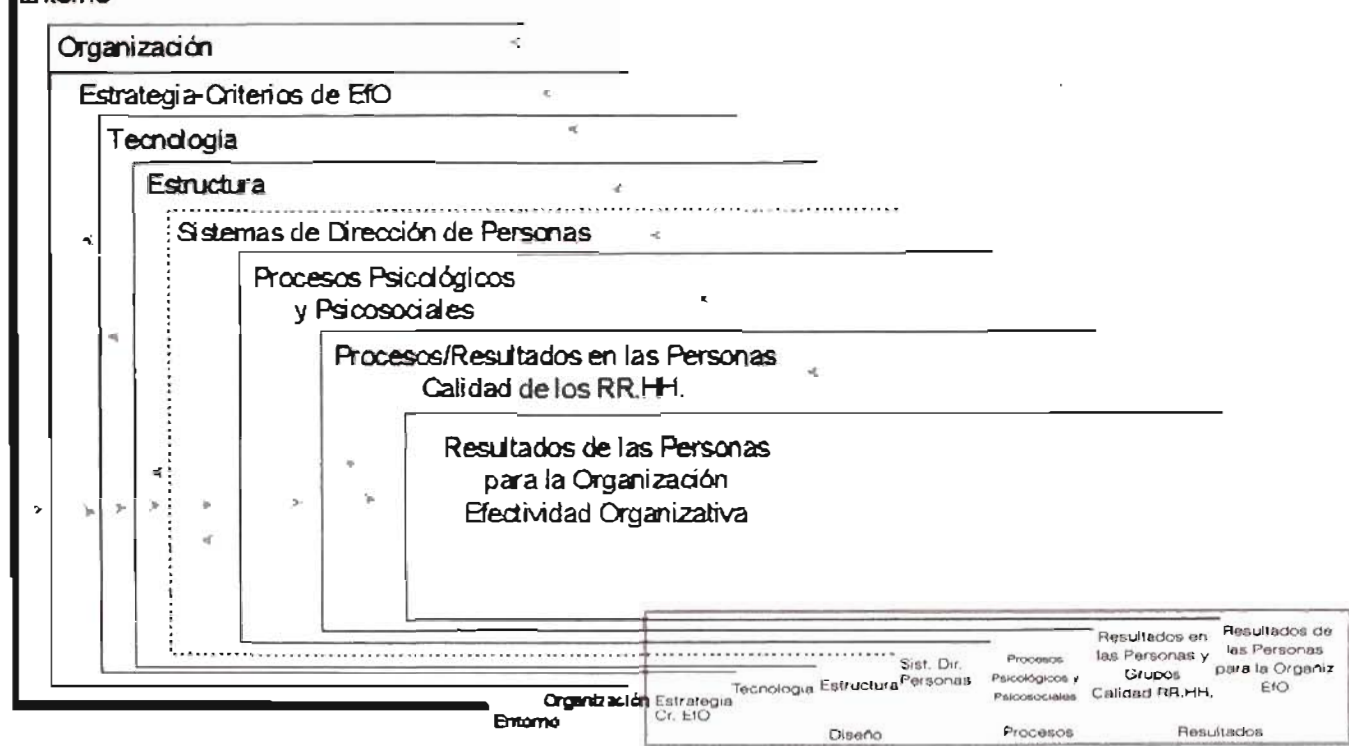 Entorno
Organización
Estrategia-Criterios de EfO
Tecnología
Estructura
Sistemas de Dirección de Personas
Procesos Psicológicos
y Psicosociales
Procesos/Resultados en las Personas
Calidad de los RR.HH.
Resultados de las Personas
para la Organización
Efectividad Organizativa
Entorno
Organización
Estrategia
Cr. EfO
Tecnologia
Estructura
Sist. Dir.
Personas
Procesos
Psicológicos y
Psicosociales
Resultados en
las Personas y
Grupos
Calidad RR.HH.
Resultados de
las Personas
para la Organiz
EfO
Diseño
Procesos
Resultados